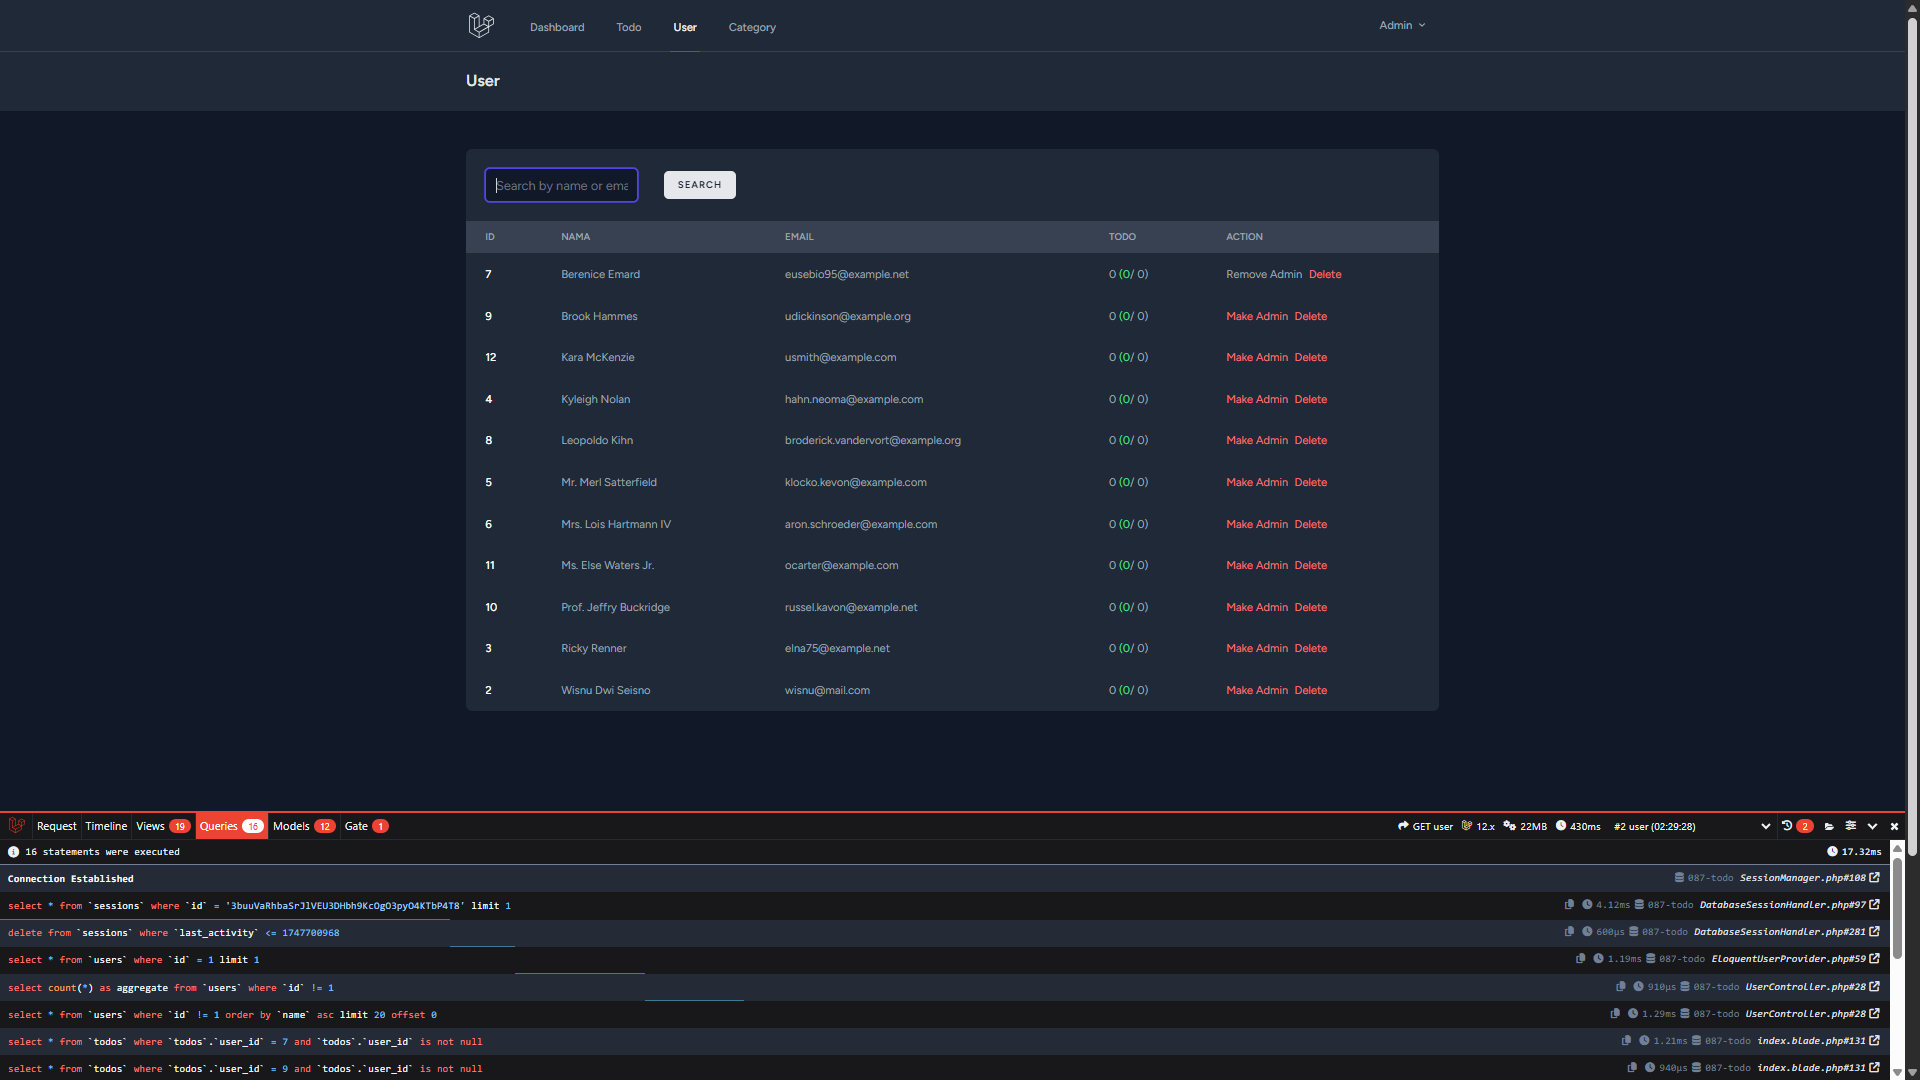 Dashboard Todo User Category Admin
User
Search by name or ema SEARCH
ID NAMA EMAIL TODO ACTION
7 Berenice Emard eusebio95@example.net 0 (0/ 0) Remove Admin Delete
9 Brook Hammes udickinson@example.org 0 (0/ 0) Make Admin Delete
12 Kara McKenzie usmith@example.com 0 (0/ 0) Make Admin Delete
4 Kyleigh Nolan hahn.neoma@example.com 0 (0/ 0) Make Admin Delete
8 Leopoldo Kihn broderick.vandervort@example.org 0 (0/ 0) Make Admin Delete
5 Mr. Merl Satterfield klocko.kevon@example.com 0 (0/ 0) Make Admin Delete
6 Mrs. Lois Hartmann IV aron.schroeder@example.com 0 (0/ 0) Make Admin Delete
11 Ms. Else Waters Jr. ocarter@example.com 0 (0/ 0) Make Admin Delete
10 Prof. Jeffry Buckridge russel.kavon@example.net 0 (0/ 0) Make Admin Delete
3 Ricky Renner elna75@example.net 0 (0/ 0) Make Admin Delete
2 Wisnu Dwi Seisno wisnu@mail.com 0 (0/ 0) Make Admin Delete
Request Timeline Views 19 Queries 16 Models 12 Gate 1 GET user 12.x 22MB 430ms #2 user (02:29:28) 2
16 statements were executed 17.32ms
Connection Established 087-todo SessionManager.php#108
select * from `sessions` where `id` = '3buuVaRhbaSrJlVEU3DHbh9KcOgO3pyO4KTbP4T8' limit 1 4.12ms 087-todo DatabaseSessionHandler.php#97
delete from `sessions` where `last_activity` <= 1747700968 600μs 087-todo DatabaseSessionHandler.php#281
select * from `users` where `id` = 1 limit 1 1.19ms 087-todo EloquentUserProvider.php#59
select count(*) as aggregate from `users` where `id` != 1 910μs 087-todo UserController.php#28
select * from `users` where `id` != 1 order by `name` asc limit 20 offset 0 1.29ms 087-todo UserController.php#28
select * from `todos` where `todos`.`user_id` = 7 and `todos`.`user_id` is not null 1.21ms 087-todo index.blade.php#131
select * from `todos` where `todos`.`user_id` = 9 and `todos`.`user_id` is not null 940μs 087-todo index.blade.php#131